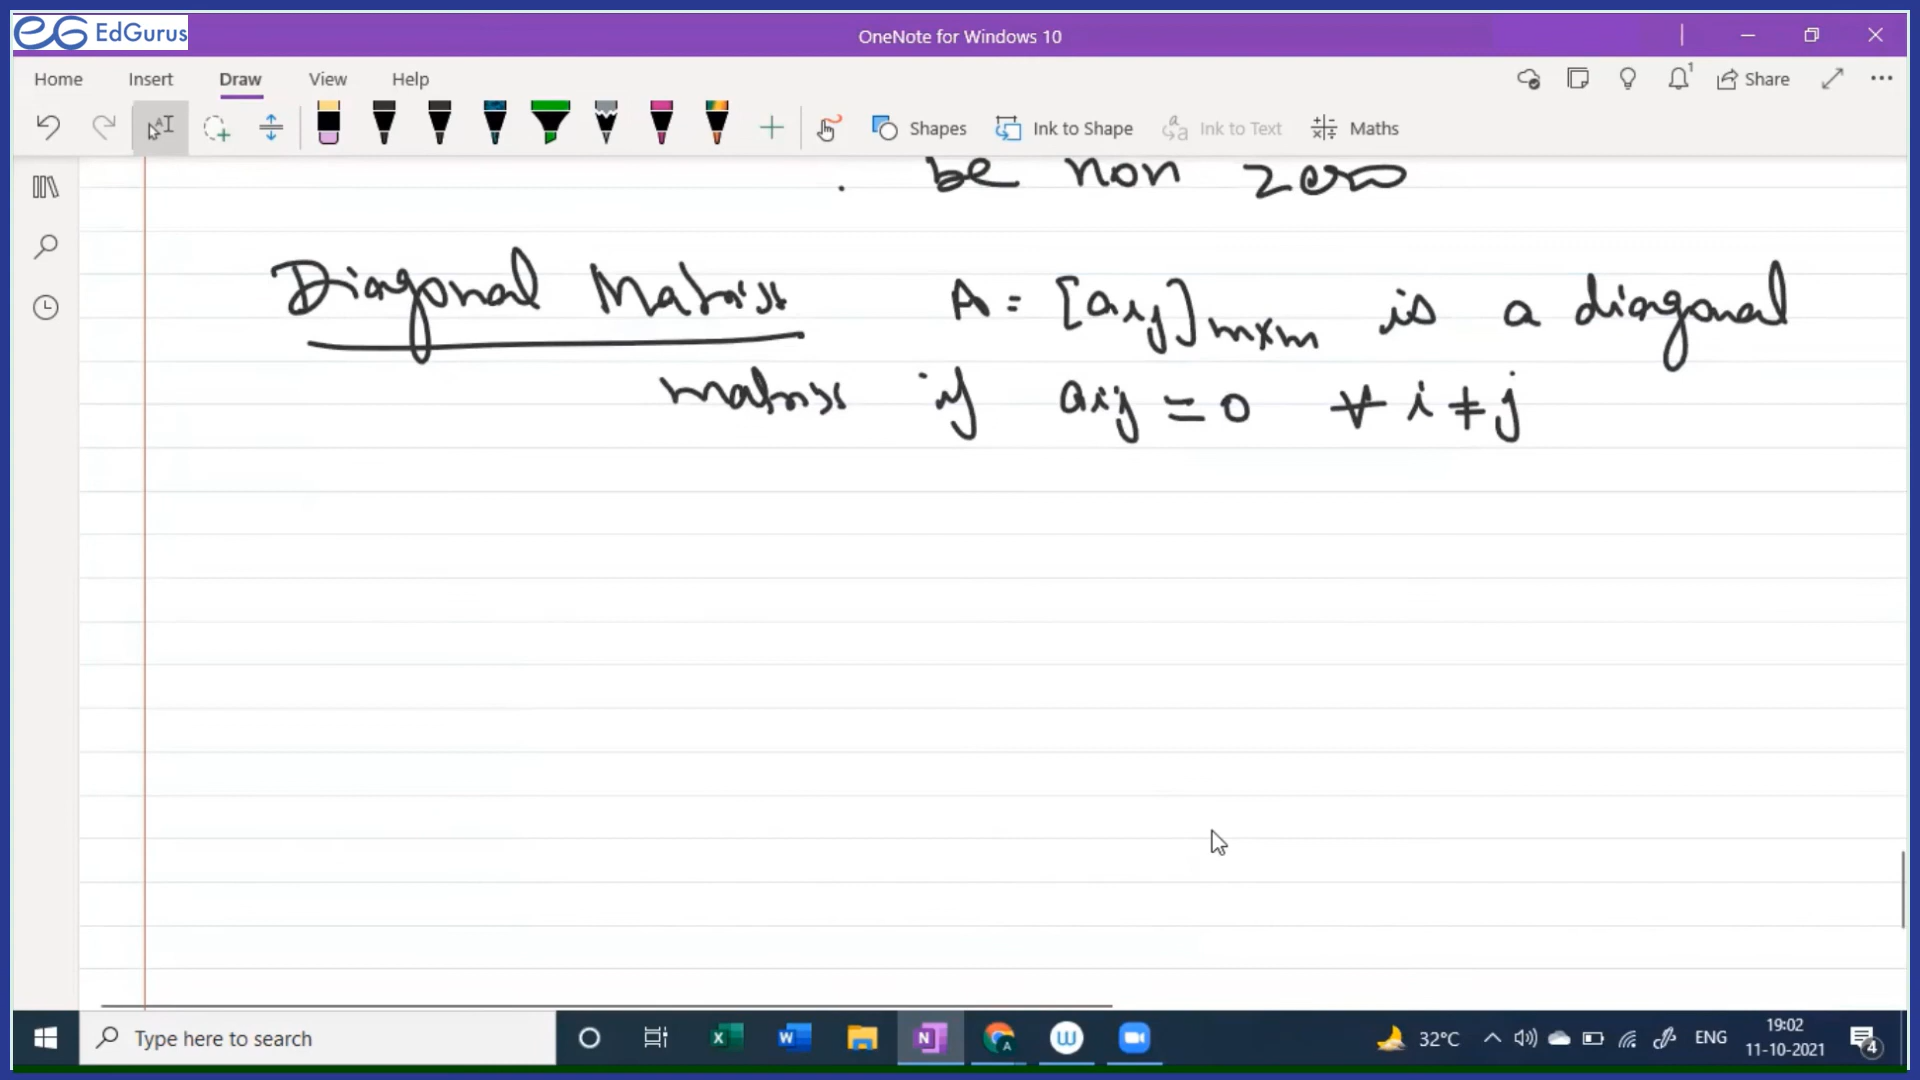 EdGurus
OneNote for Windows 10
Home Insert Draw View Help
1
Share
Shapes Ink to Shape Ink to Text Maths
. be non zero
Diagonal Matrix A = [aij]m×m is a diagonal
matrix if aij = 0 ∀ i ≠ j
Type here to search
32°C ENG
19:02
11-10-2021
4